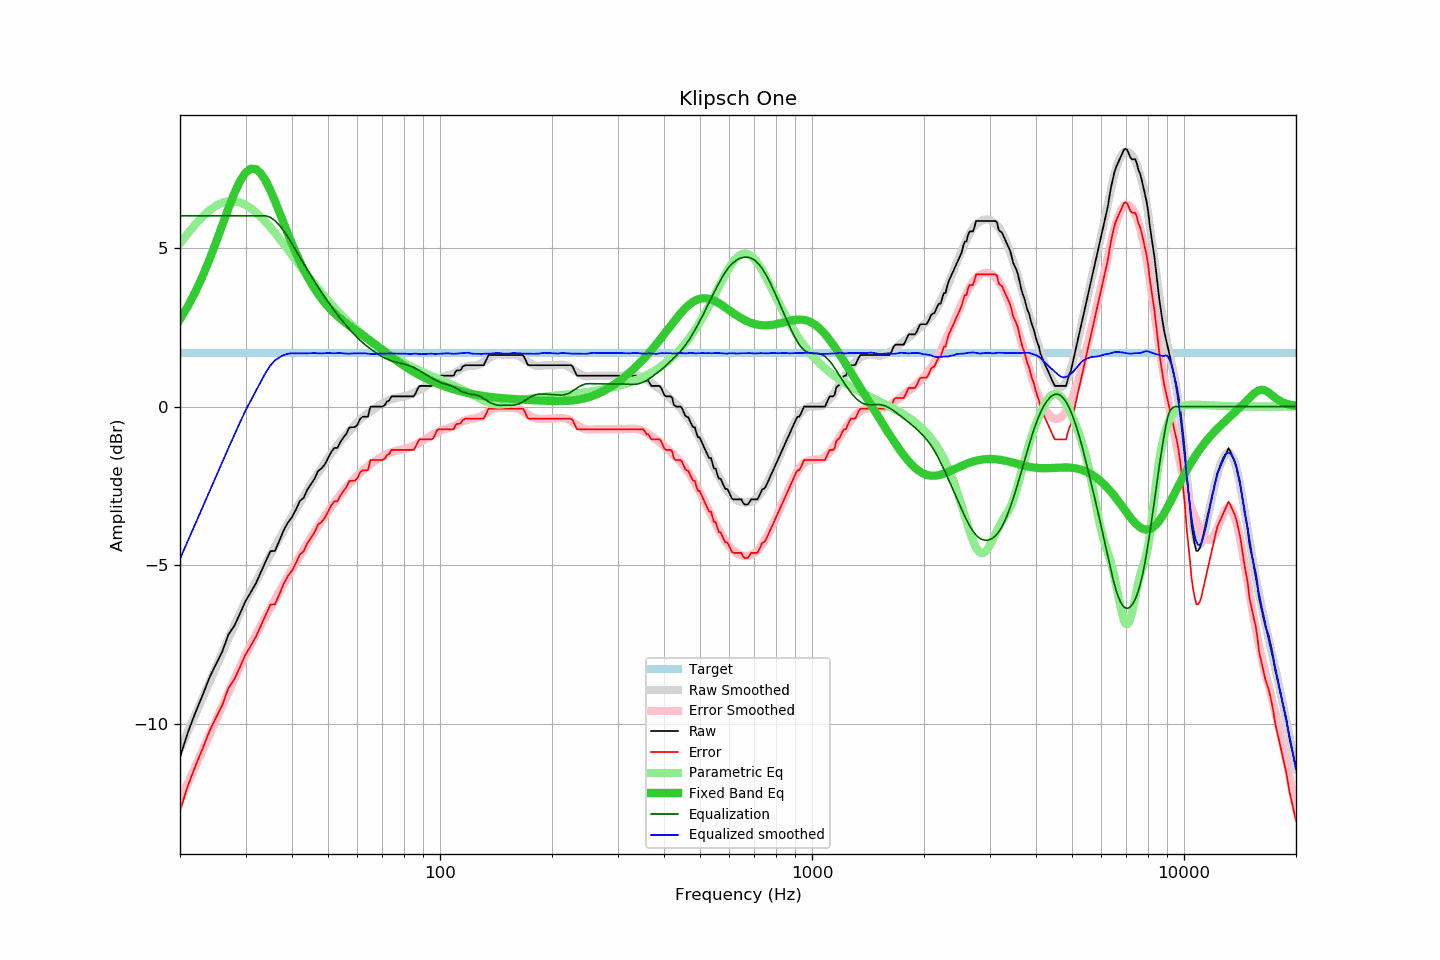 Klipsch One
Amplitude (dBr)
5
0
−5
−10
Target
Raw Smoothed
Error Smoothed
Raw
Error
Parametric Eq
Fixed Band Eq
Equalization
Equalized smoothed
100
1000
10000
Frequency (Hz)